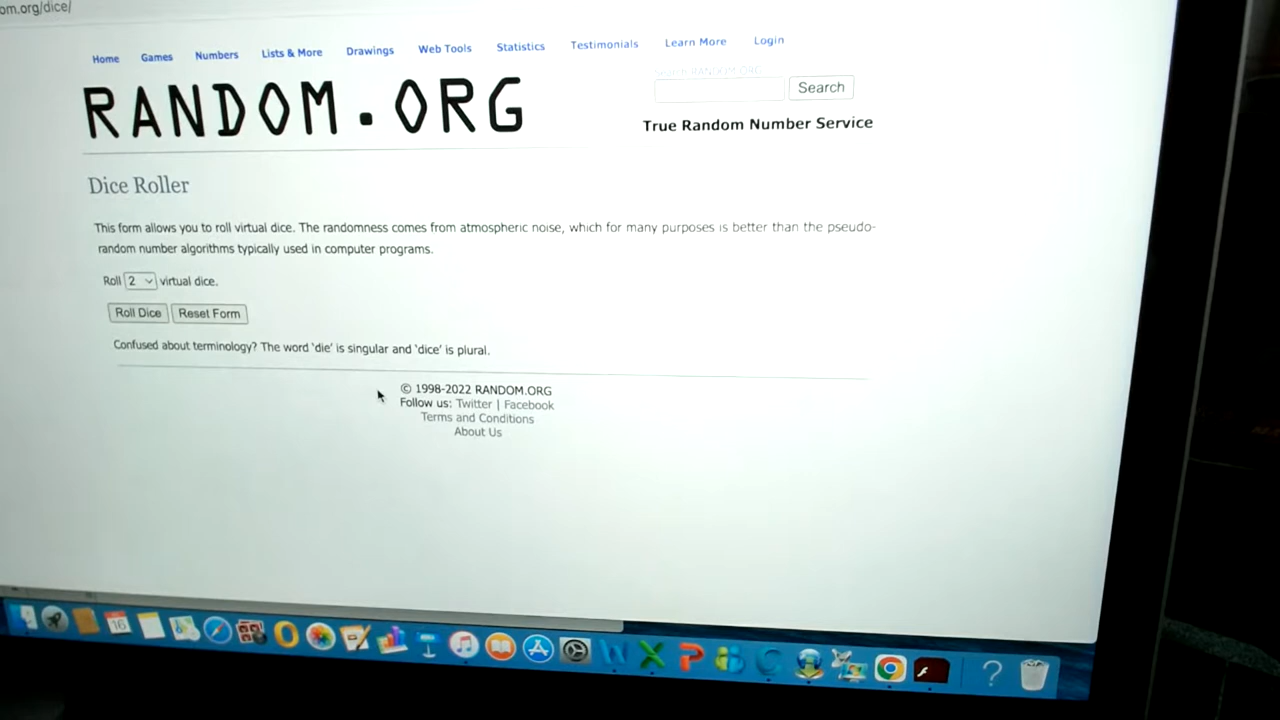 om.org/dice/
Home Games Numbers Lists & More Drawings Web Tools Statistics Testimonials Learn More Login
RANDOM.ORG
Search RANDOM.ORG
Search
True Random Number Service
Dice Roller
This form allows you to roll virtual dice. The randomness comes from atmospheric noise, which for many purposes is better than the pseudo-
random number algorithms typically used in computer programs.
Roll 2 virtual dice.
Roll Dice Reset Form
Confused about terminology? The word 'die' is singular and 'dice' is plural.
© 1998-2022 RANDOM.ORG
Follow us: Twitter | Facebook
Terms and Conditions
About Us
16